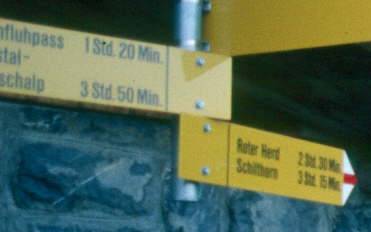 nfluhpass 1 Std. 20 Min.
stal-
schalp 3 Std. 50 Min.
Roter Herd 2 Std. 30 Min.
Schilthorn 3 Std. 15 Min.